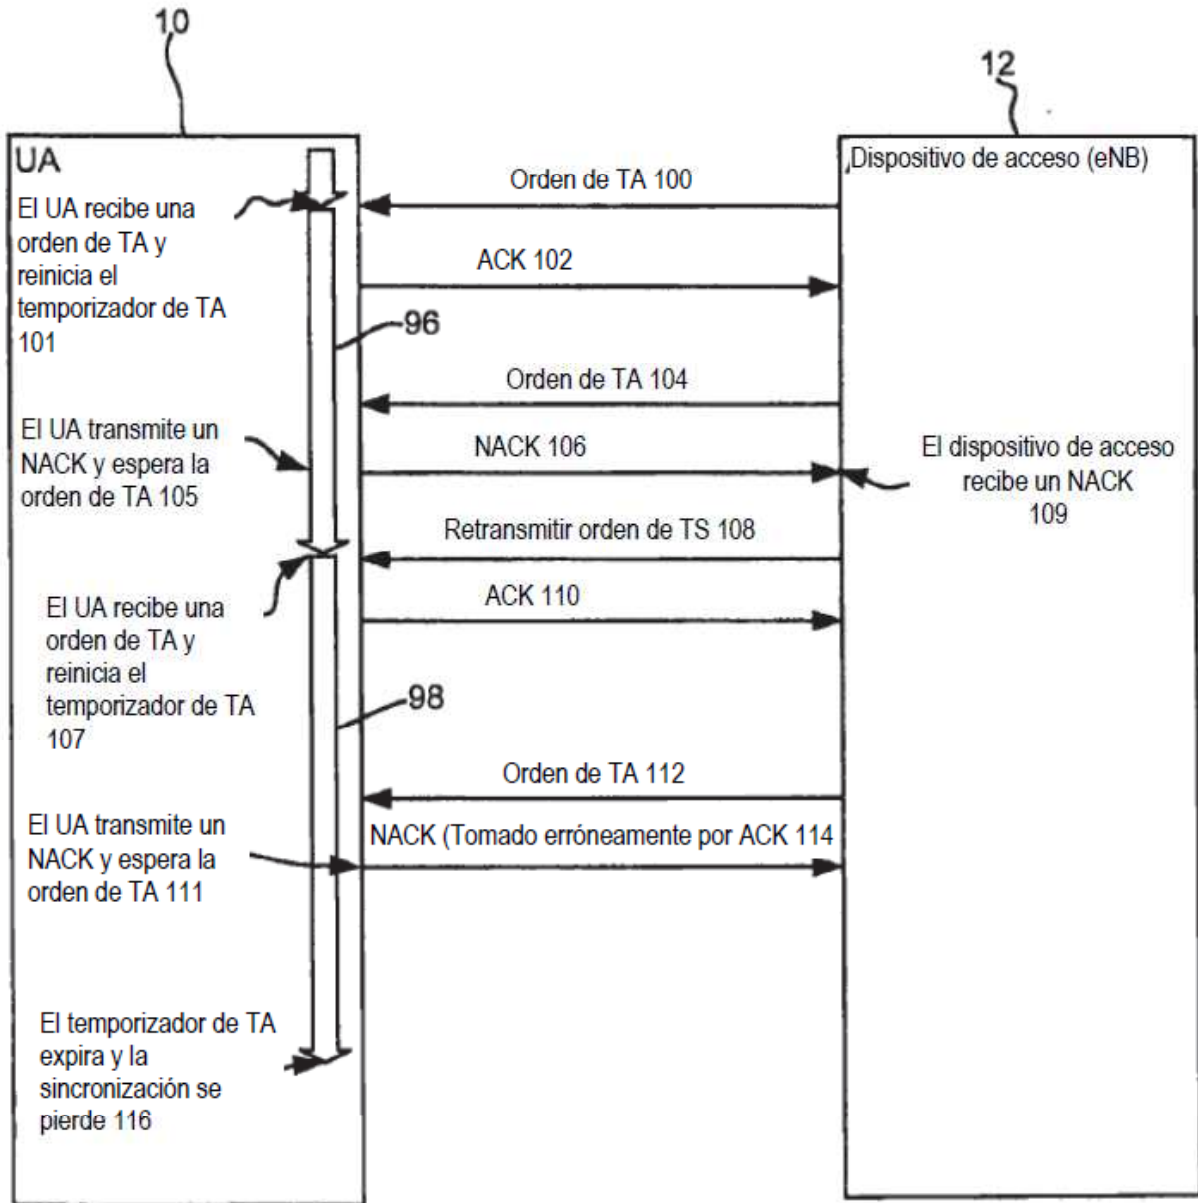 10
12
UA
Dispositivo de acceso (eNB)
Orden de TA 100
El UA recibe una
orden de TA y
reinicia el
temporizador de TA
101
ACK 102
96
Orden de TA 104
El UA transmite un
NACK y espera la
orden de TA 105
NACK 106
El dispositivo de acceso
recibe un NACK
109
Retransmitir orden de TS 108
ACK 110
El UA recibe una
orden de TA y
reinicia el
temporizador de TA
107
98
Orden de TA 112
El UA transmite un
NACK y espera la
orden de TA 111
NACK (Tomado erróneamente por ACK 114
El temporizador de TA
expira y la
sincronización se
pierde 116